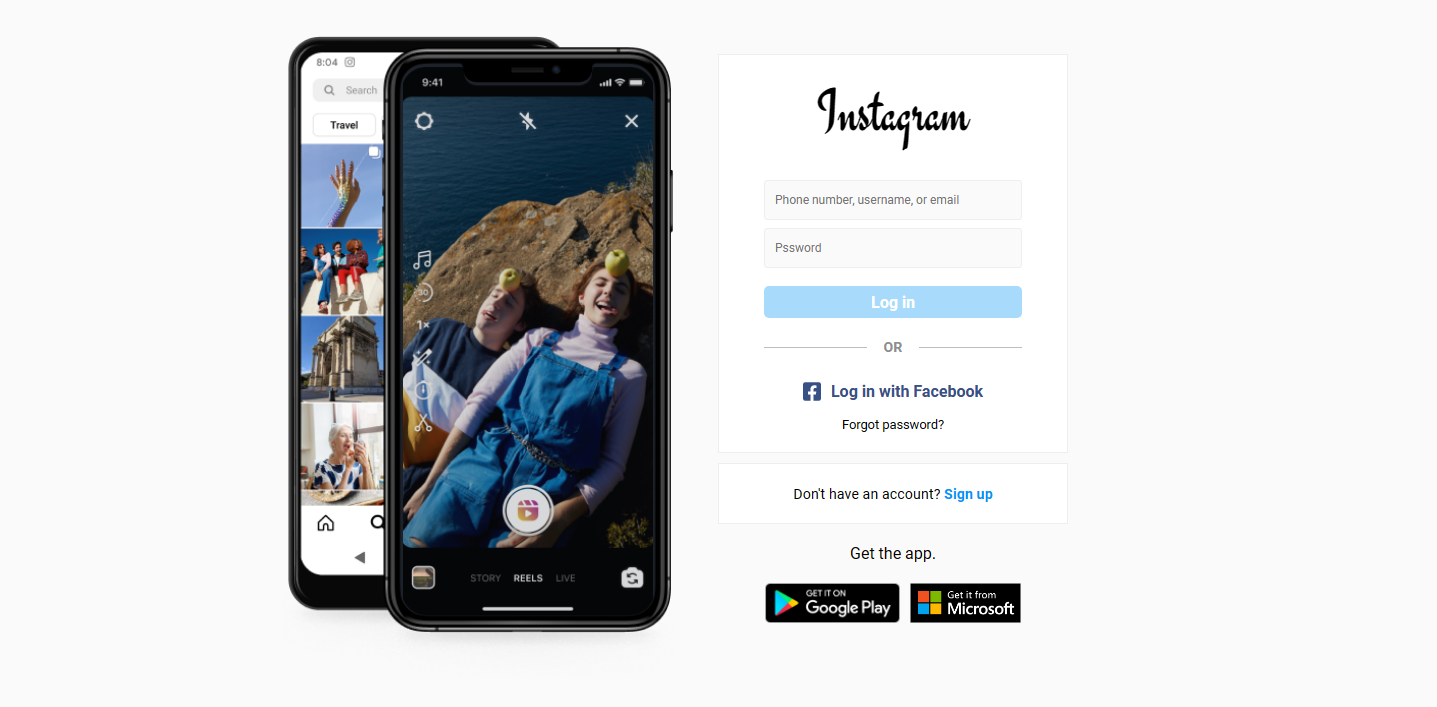 8:04
Search
Travel
9:41
30
1×
STORY REELS LIVE
Instagram
Phone number, username, or email
Pssword
Log in
OR
Log in with Facebook
Forgot password?
Don't have an account? Sign up
Get the app.
GET IT ON
Google Play
Get it from
Microsoft